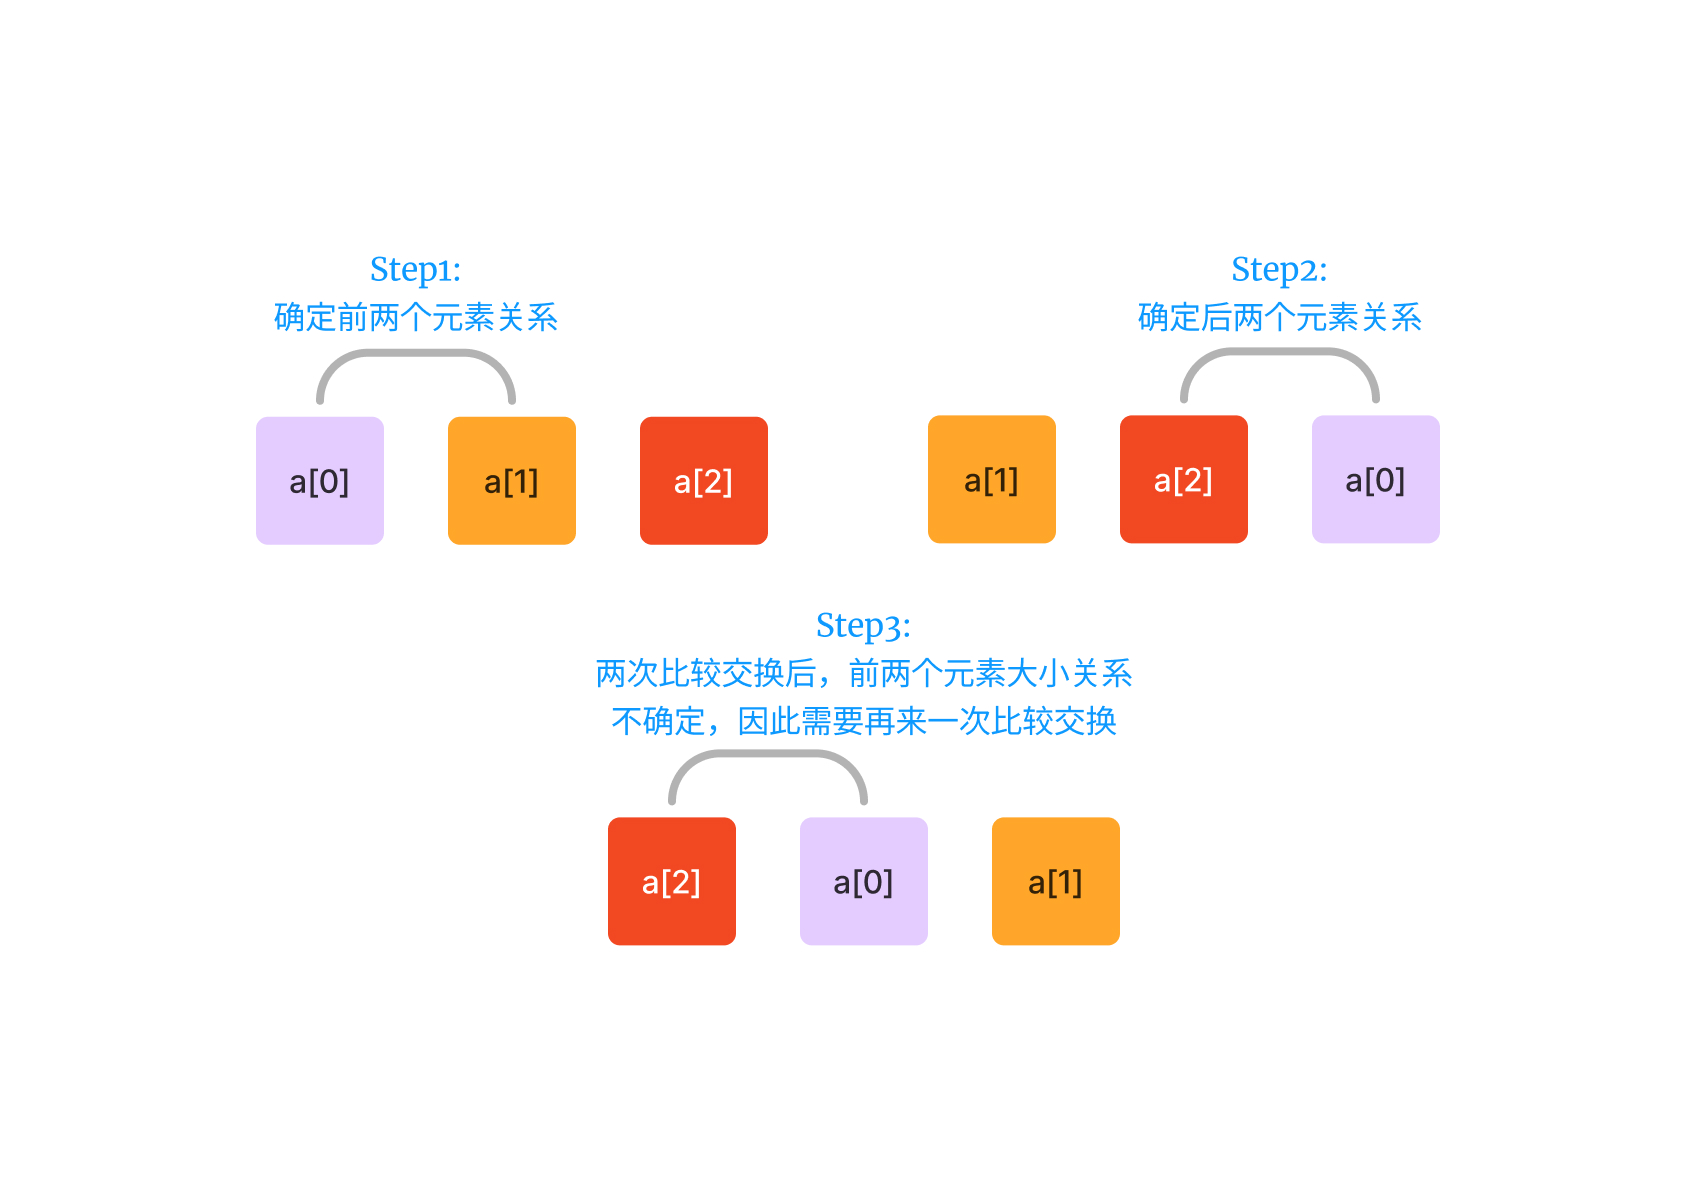 Step1:
确定前两个元素关系
a[0]
a[1]
a[2]
Step2:
确定后两个元素关系
a[1]
a[2]
a[0]
Step3:
两次比较交换后，前两个元素大小关系
不确定，因此需要再来一次比较交换
a[2]
a[0]
a[1]